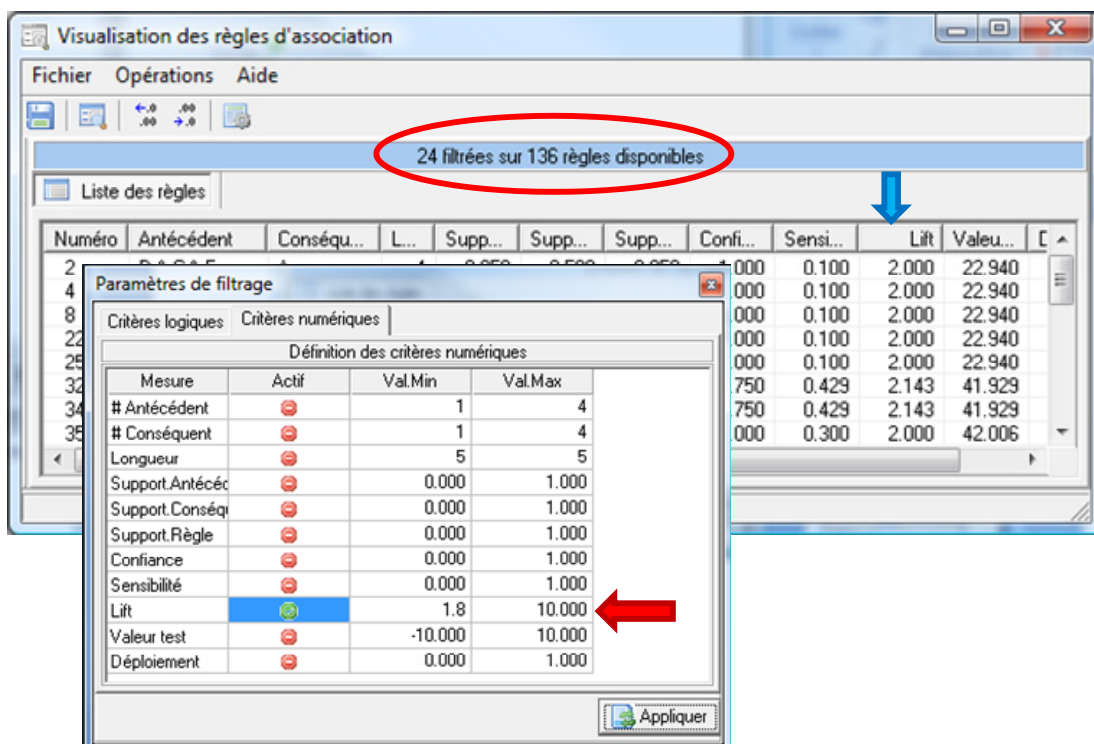 Visualisation des règles d'association
Fichier Opérations Aide
24 filtrées sur 136 règles disponibles
Liste des règles
Numéro Antécédent Conséqu... L... Supp... Supp... Supp... Confi... Sensi... Lift Valeu...
2 0.100 2.000 22.940
4 .000 0.100 2.000 22.940
8 .000 0.100 2.000 22.940
22 .000 0.100 2.000 22.940
25 .000 0.100 2.000 22.940
32 .750 0.429 2.143 41.929
34 .750 0.429 2.143 41.929
35 .000 0.300 2.000 42.006
Paramètres de filtrage
Critères logiques Critères numériques
Définition des critères numériques
Mesure Actif Val.Min Val.Max
# Antécédent 1 4
# Conséquent 1 4
Longueur 5 5
Support.Antécéd 0.000 1.000
Support.Conséqu 0.000 1.000
Support.Règle 0.000 1.000
Confiance 0.000 1.000
Sensibilité 0.000 1.000
Lift 1.8 10.000
Valeur test -10.000 10.000
Déploiement 0.000 1.000
Appliquer